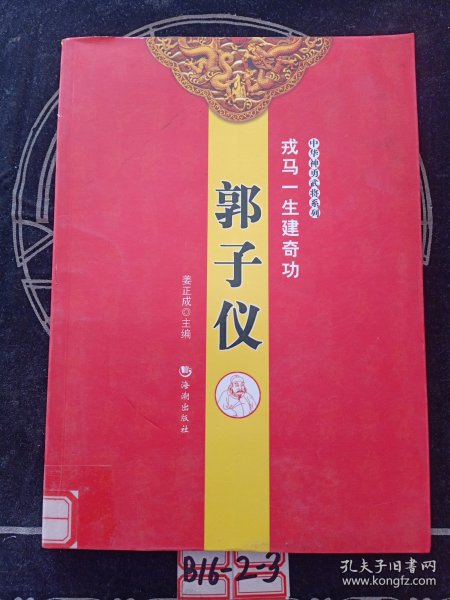 中华神勇武将系列
戎马一生建奇功
郭子仪
姜正成◎主编
海潮出版社
B16-2-3
孔夫子旧书网
www.kongfz.com